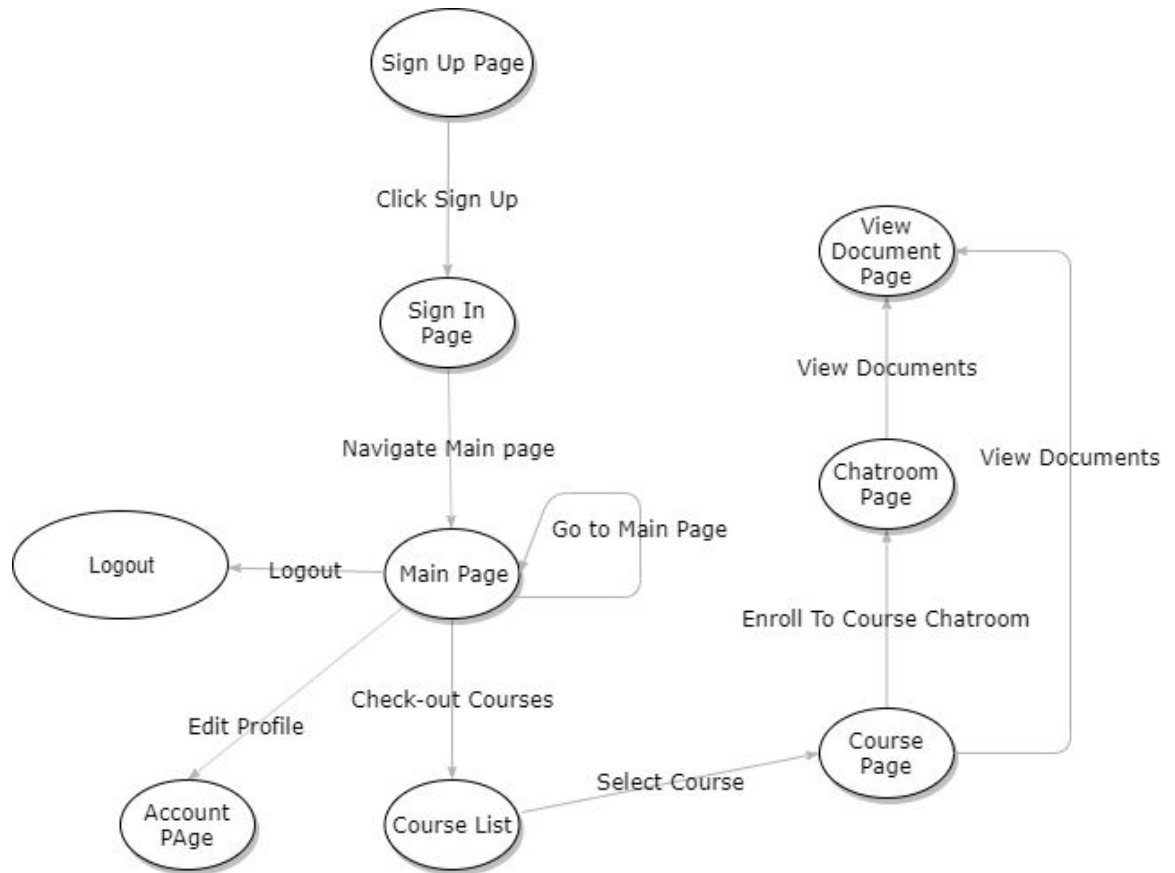 Sign Up Page
Click Sign Up
View
Document
Page
Sign In
Page
View Documents
Navigate Main page
View Documents
Chatroom
Page
Go to Main Page
Logout
Logout
Main Page
Enroll To Course Chatroom
Check-out Courses
Edit Profile
Course
Page
Select Course
Account
PAge
Course List